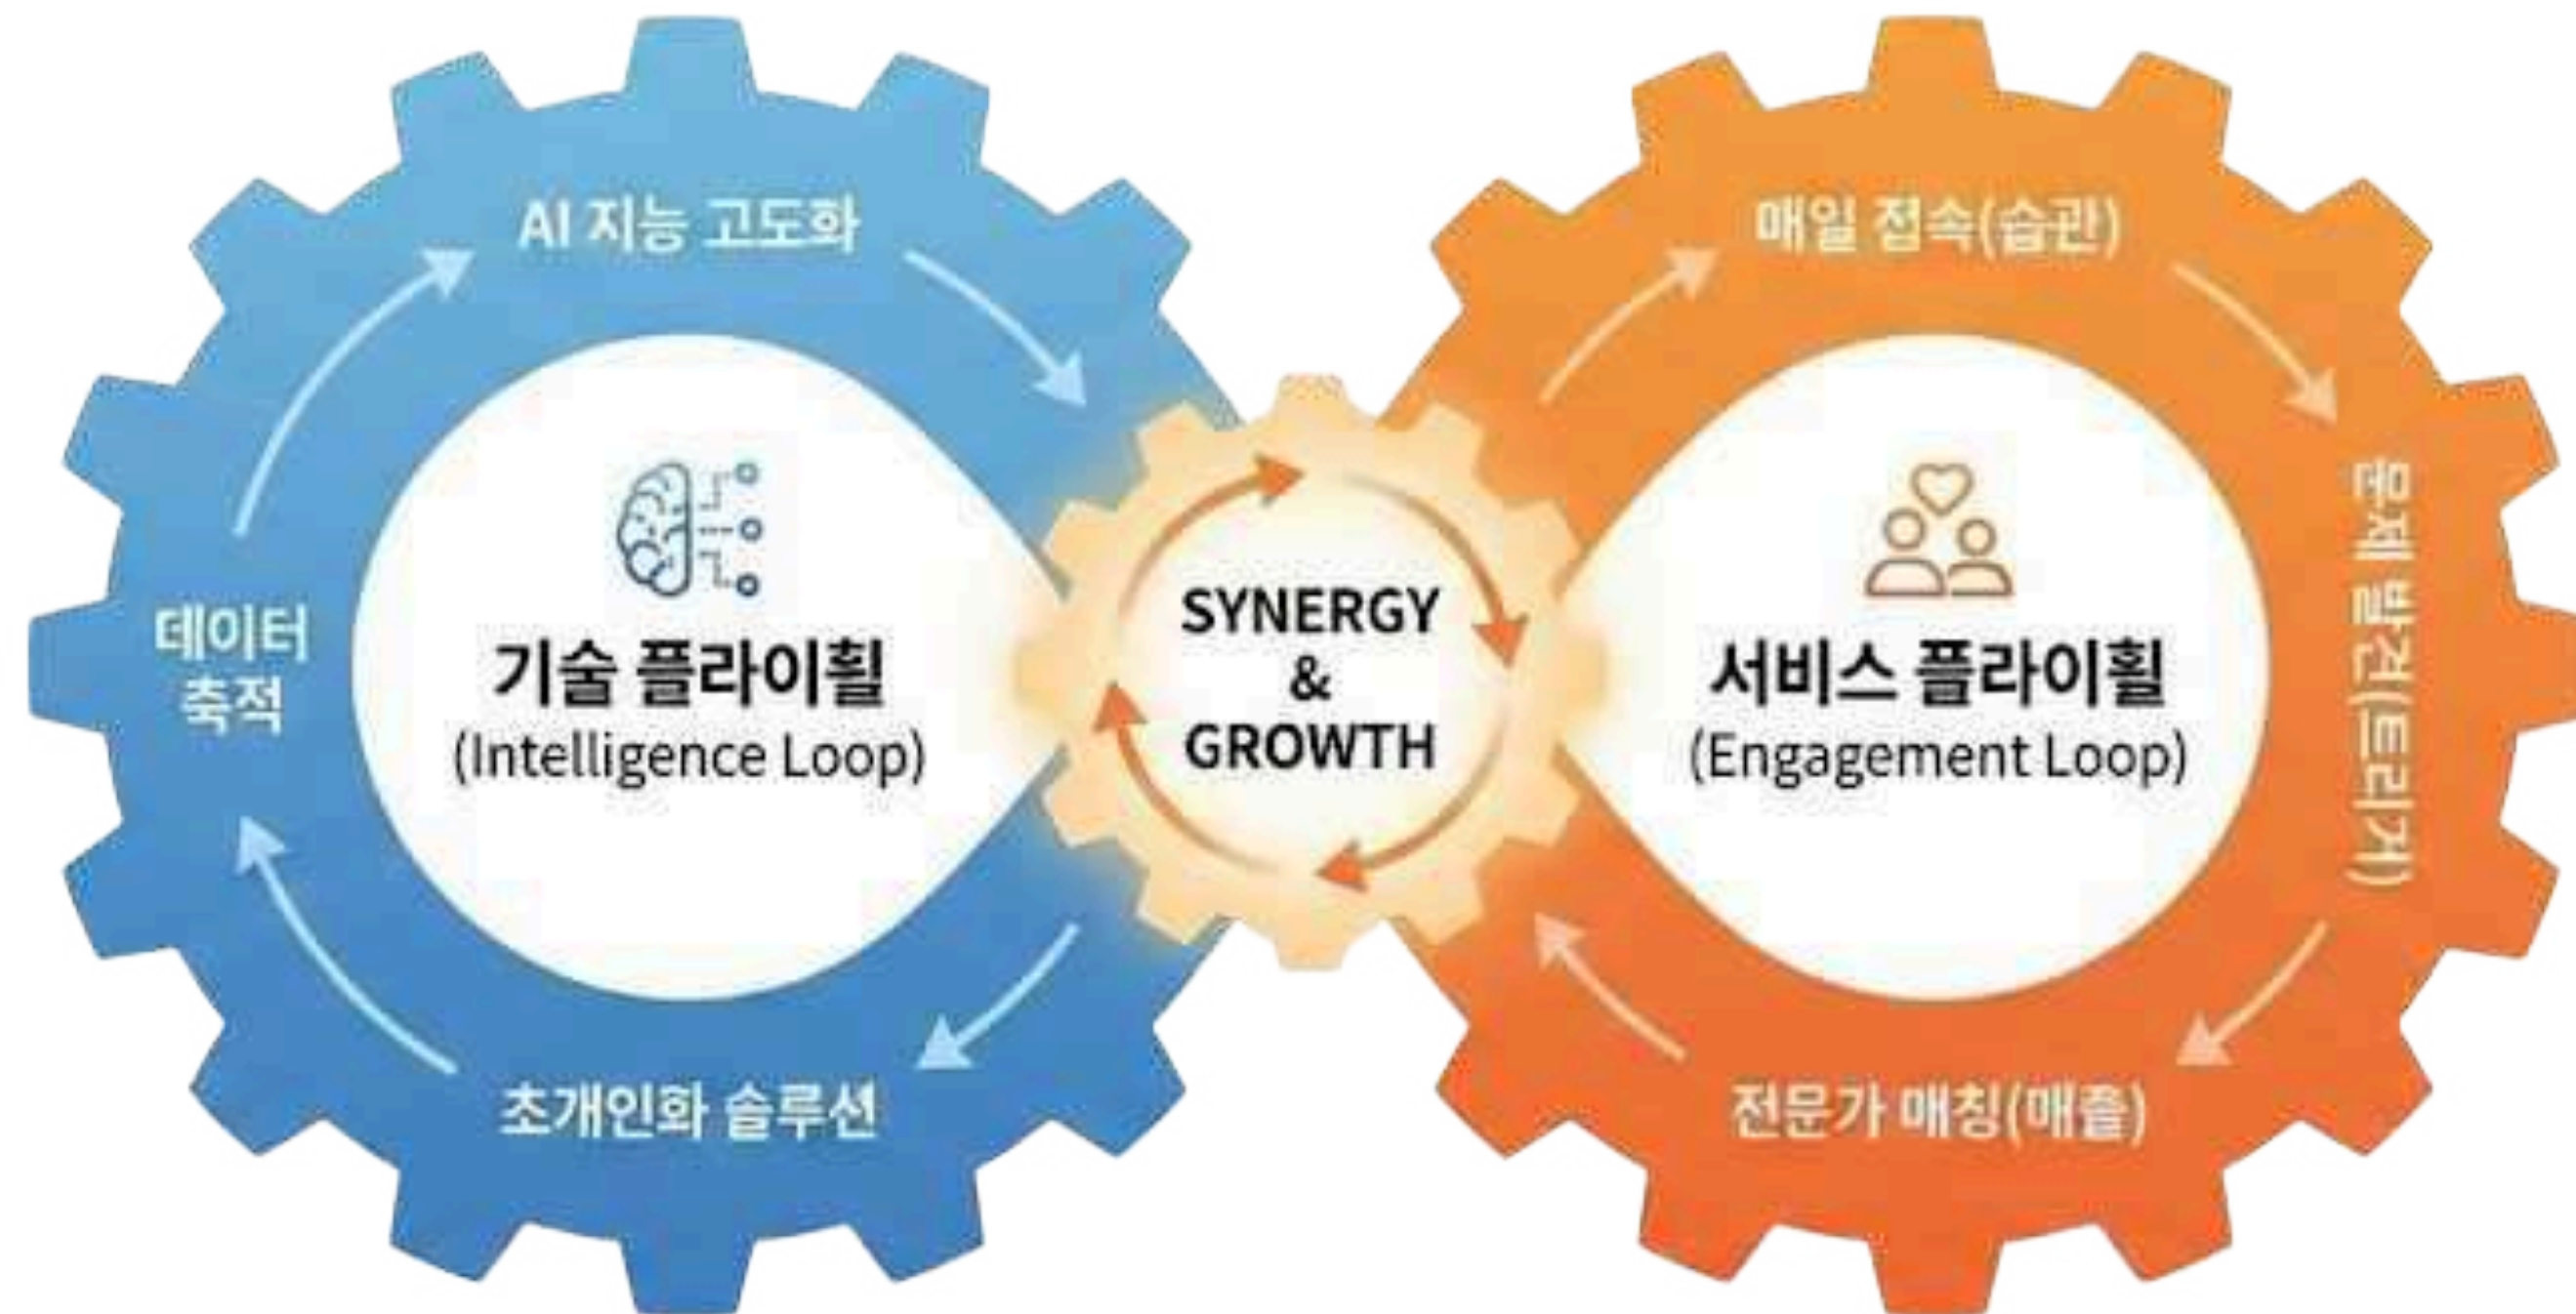 AI 지능 고도화
데이터
축적
초개인화 솔루션
기술 플라이휠
(Intelligence Loop)
SYNERGY
&
GROWTH
매일 접속(습관)
문제 발견(트리거)
전문가 매칭(매출)
서비스 플라이휠
(Engagement Loop)